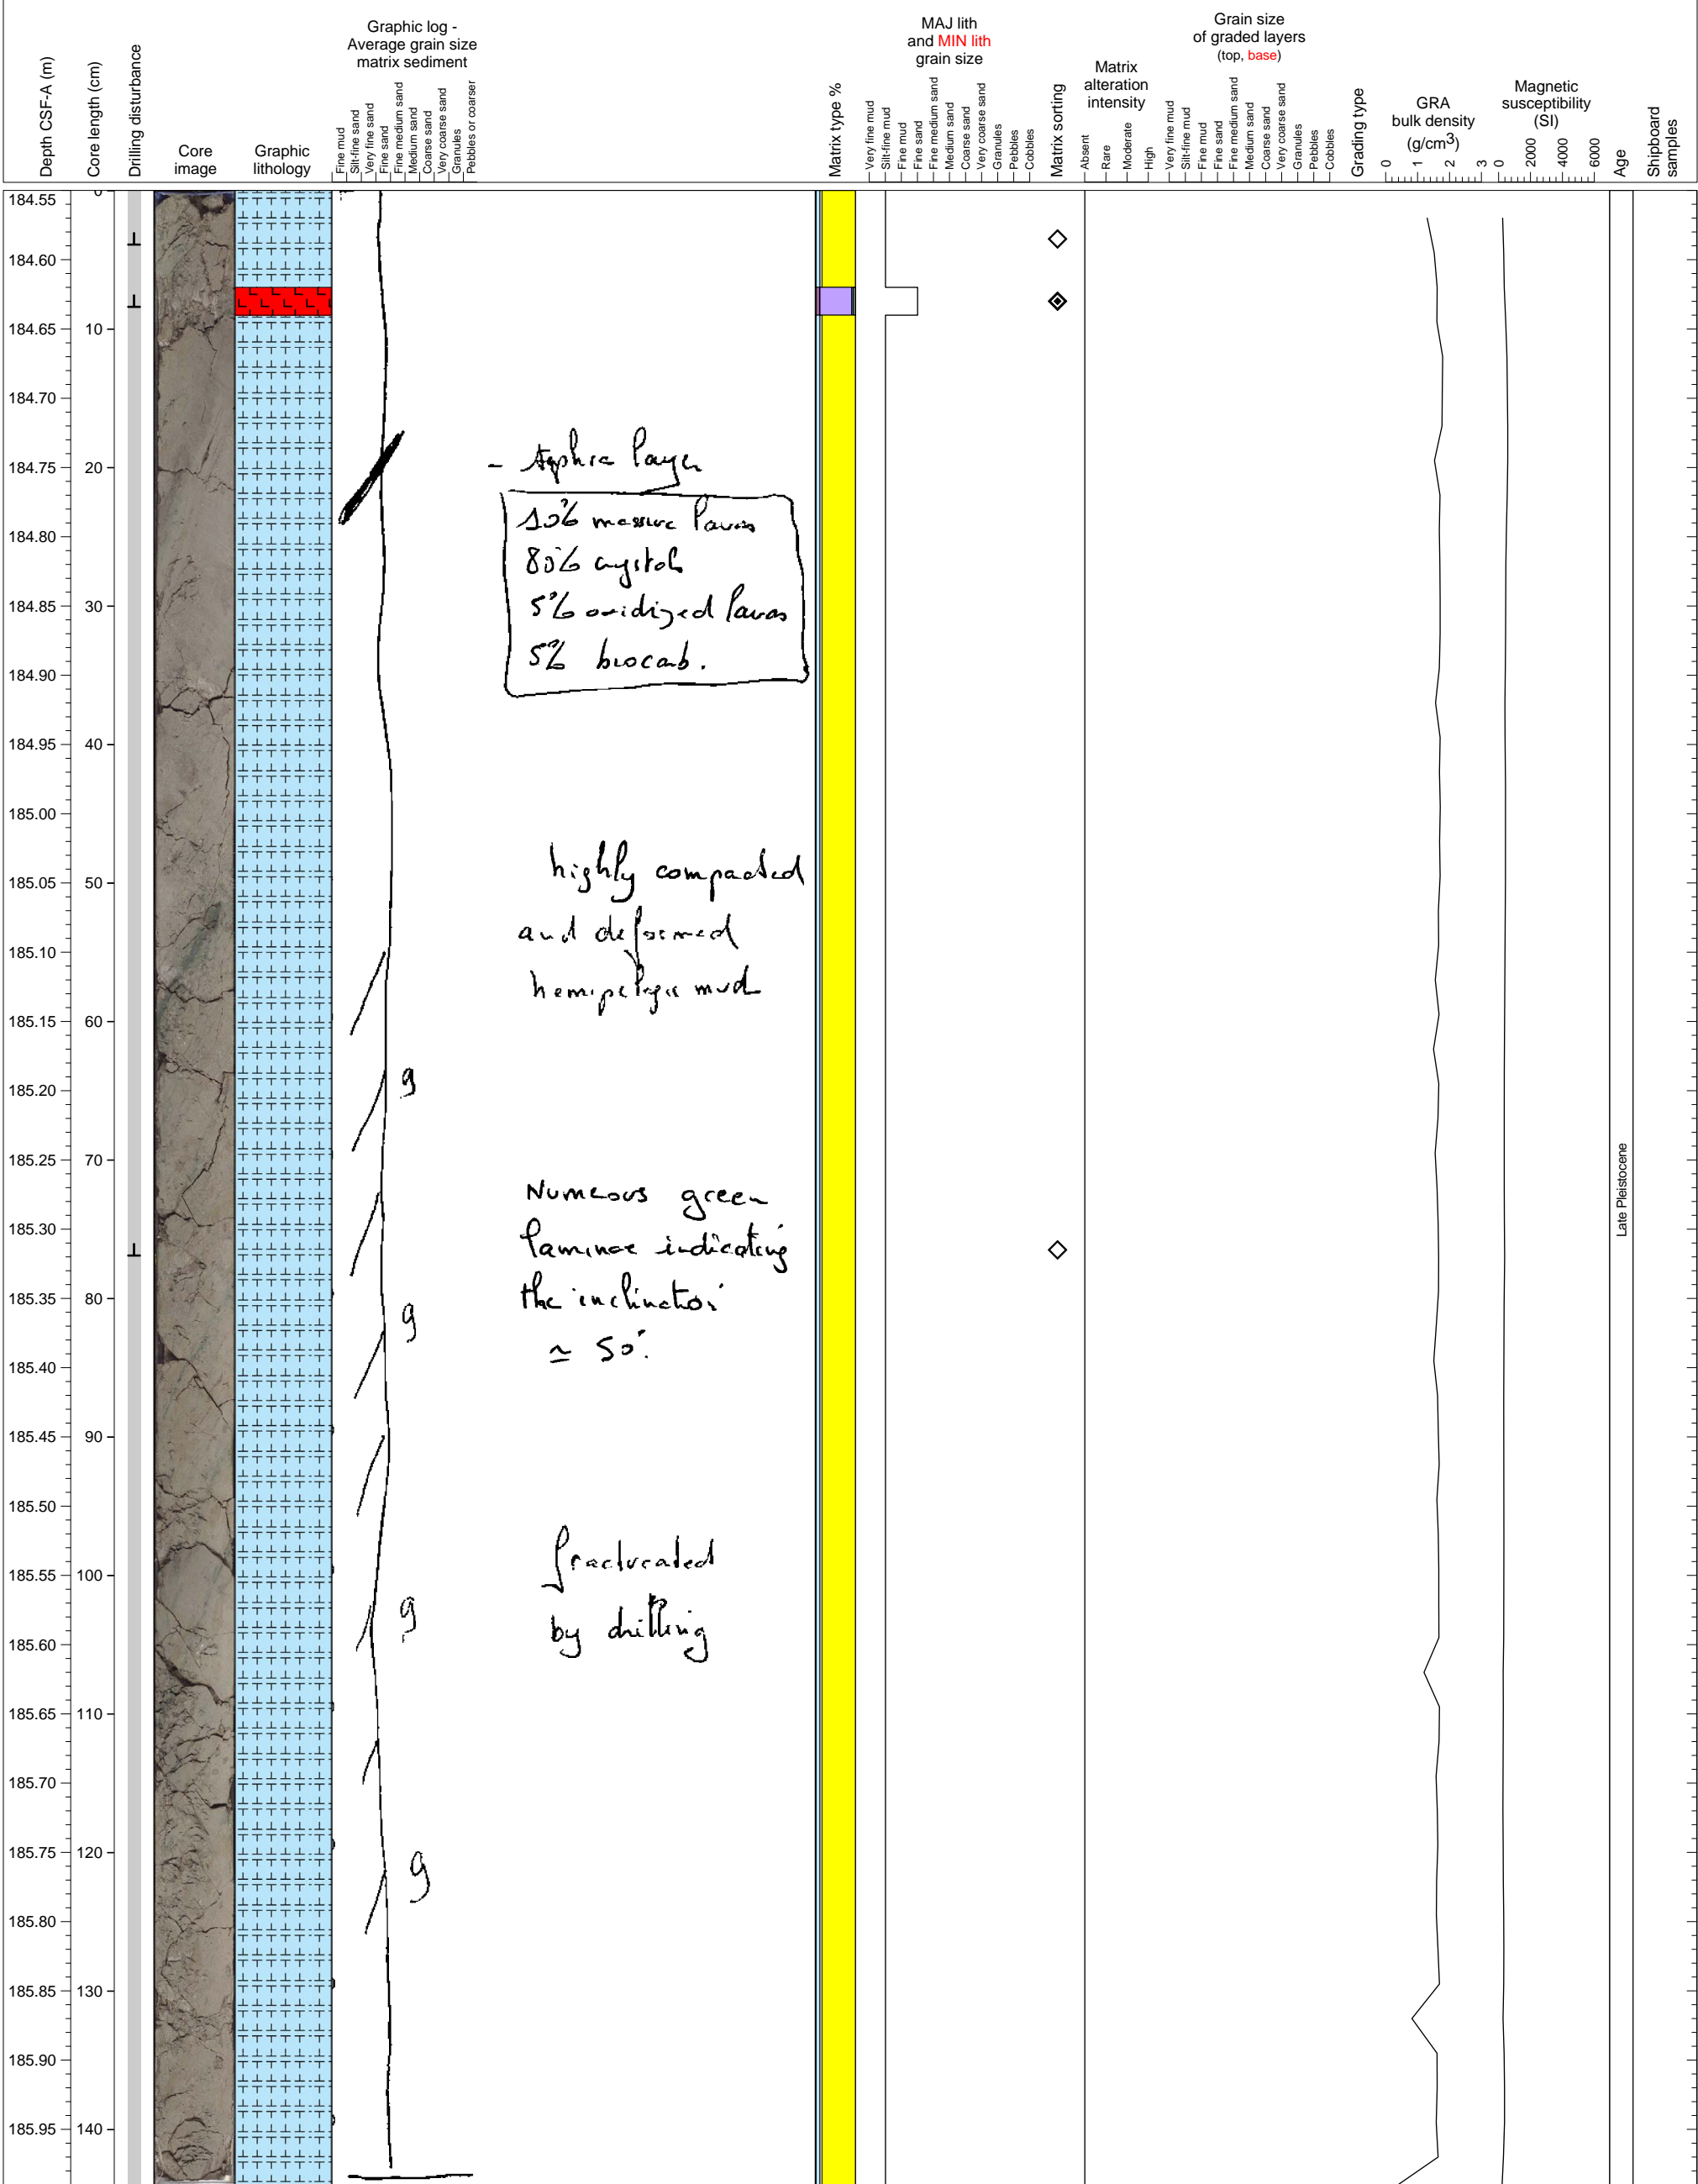 Depth CSF-A (m)
Core length (cm)
Drilling disturbance
Core
image
Graphic
lithology
Graphic log -
Average grain size
matrix sediment
Fine mud
Silt-fine sand
Very fine sand
Fine sand
Fine medium sand
Medium sand
Coarse sand
Very coarse sand
Granules
Pebbles or coarser
Matrix type %
MAJ lith
and MIN lith
grain size
Very fine mud
Silt-fine mud
Fine mud
Fine sand
Fine medium sand
Medium sand
Coarse sand
Very coarse sand
Granules
Pebbles
Cobbles
Matrix sorting
Matrix
alteration
intensity
Absent
Rare
Moderate
High
Grain size
of graded layers
(top, base)
Very fine mud
Silt-fine mud
Fine mud
Fine sand
Fine medium sand
Medium sand
Coarse sand
Very coarse sand
Granules
Pebbles
Cobbles
Grading type
GRA
bulk density
(g/cm3)
0 1 2 3
Magnetic
susceptibility
(SI)
0 2000 4000 6000
Age
Shipboard
samples
184.55 0
184.60
184.65 10
184.70
184.75 20
184.80
184.85 30
184.90
184.95 40
185.00
185.05 50
185.10
185.15 60
185.20
185.25 70
185.30
185.35 80
185.40
185.45 90
185.50
185.55 100
185.60
185.65 110
185.70
185.75 120
185.80
185.85 130
185.90
185.95 140
- tephra layer
10% massive lavas
80% crystals
5% oxidized lavas
5% biocarb.
highly compacted
and deformed
hemipelagic mud
g
Numerous green
laminae indicating
the inclination
≃ 50°.
g
fracturated
by drilling
g
g
Late Pleistocene